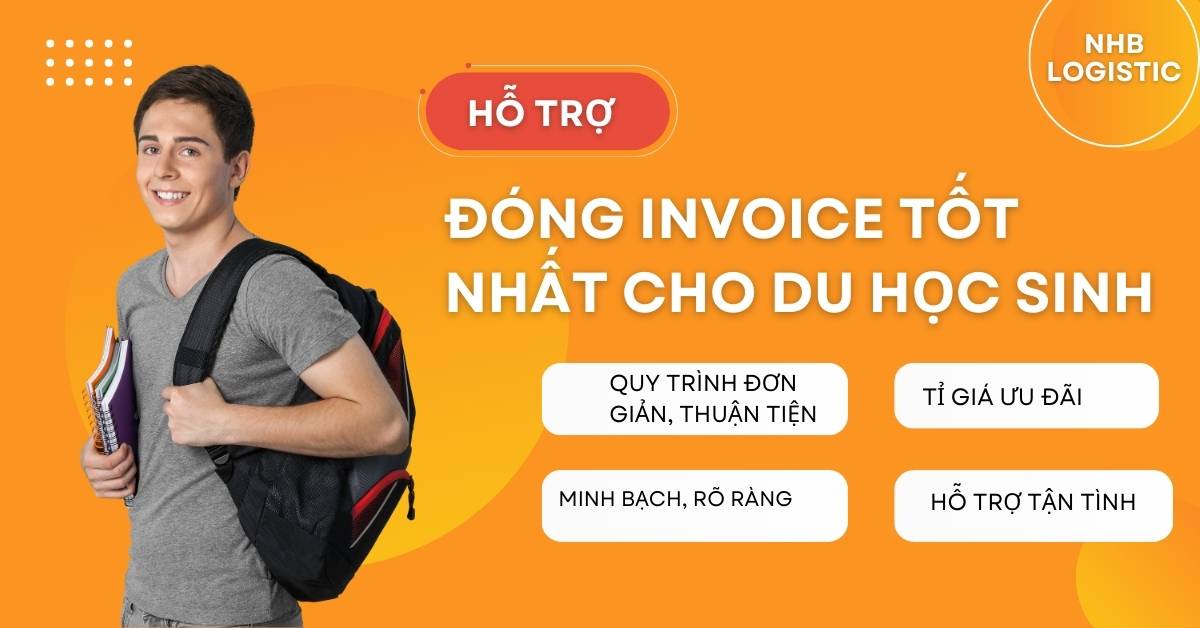 NHB
LOGISTIC
HỖ TRỢ
ĐÓNG INVOICE TỐT
NHẤT CHO DU HỌC SINH
QUY TRÌNH ĐƠN
GIẢN, THUẬN TIỆN
TỈ GIÁ ƯU ĐÃI
MINH BẠCH, RÕ RÀNG
HỖ TRỢ TẬN TÌNH